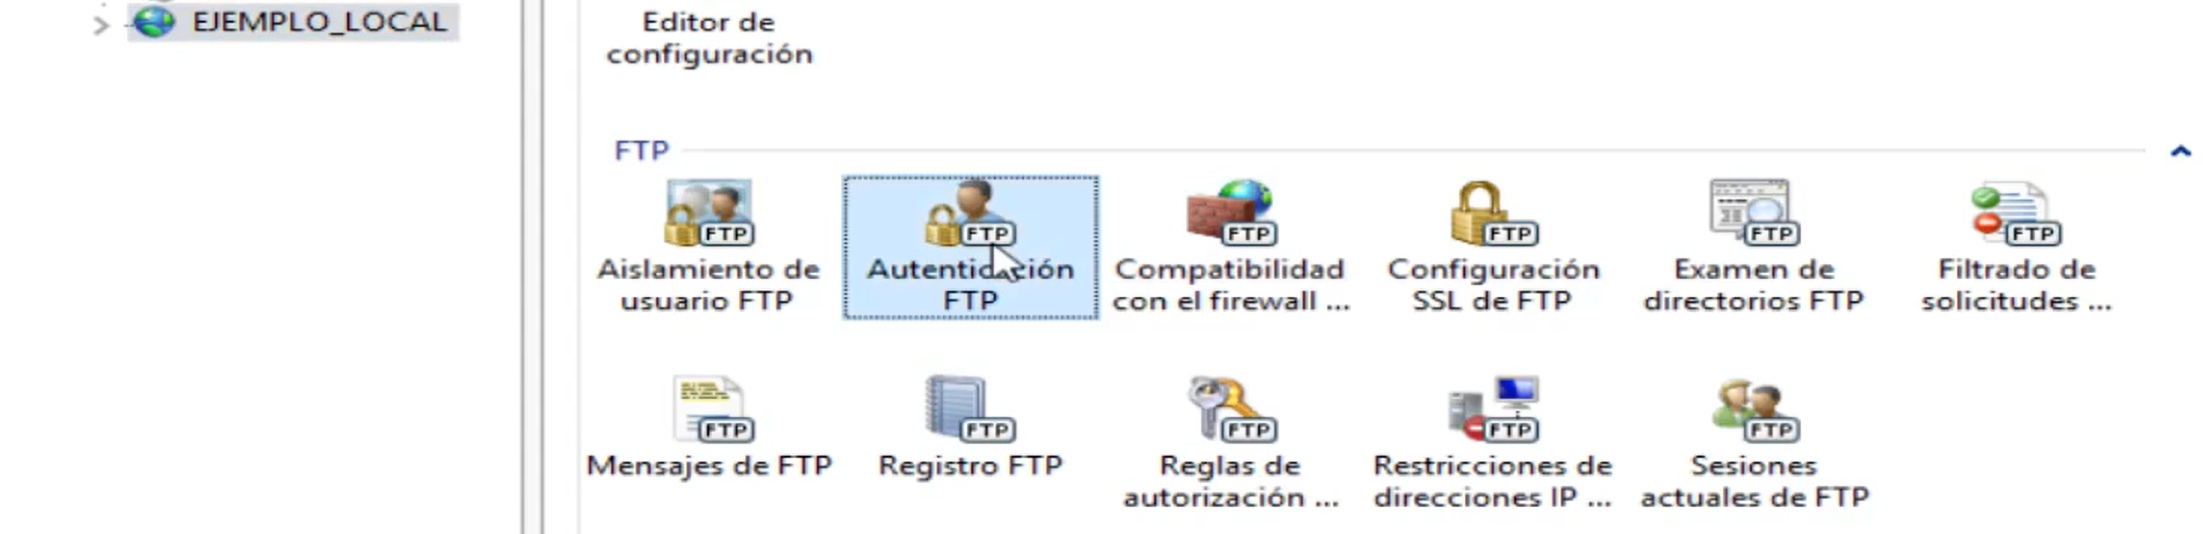 EJEMPLO_LOCAL
Editor de
configuración
FTP
FTP
FTP
FTP
FTP
FTP
FTP
Aislamiento de
usuario FTP
Autenticación
FTP
Compatibilidad
con el firewall ...
Configuración
SSL de FTP
Examen de
directorios FTP
Filtrado de
solicitudes ...
FTP
FTP
FTP
FTP
FTP
Mensajes de FTP
Registro FTP
Reglas de
autorización ...
Restricciones de
direcciones IP ...
Sesiones
actuales de FTP